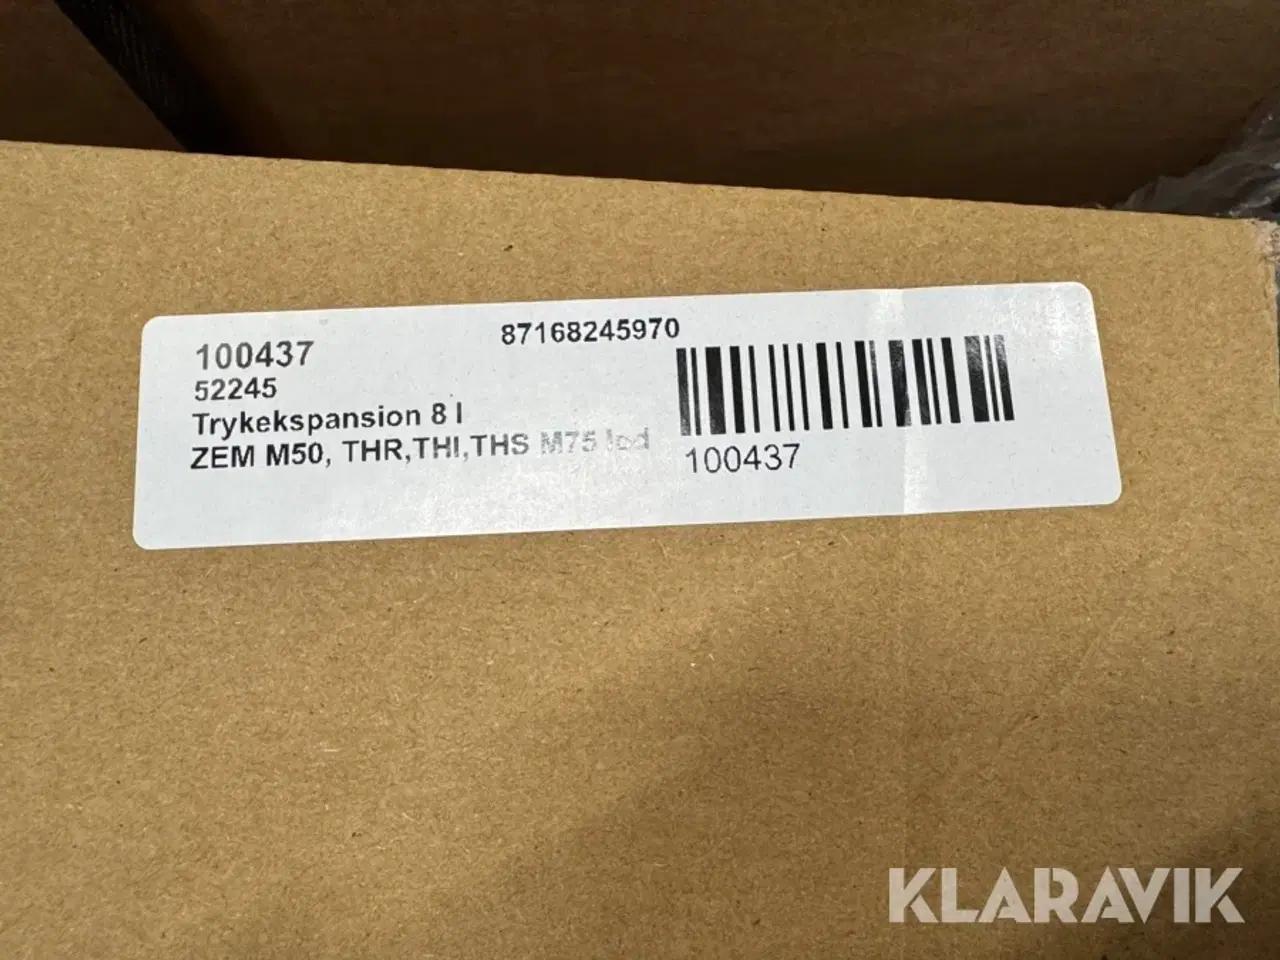 100437
87168245970
52245
Trykekspansion 8 l
ZEM M50, THR,THI,THS M75
100437
KLARAVIK